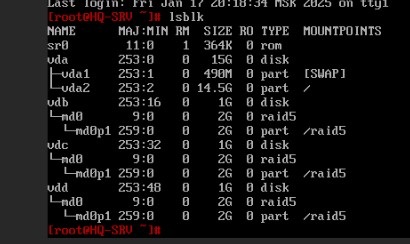 Last login: Fri Jan 17 20:18:34 MSK 2025 on tty1
[root@HQ-SRV ~]# lsblk
NAME MAJ:MIN RM SIZE RO TYPE MOUNTPOINTS
sr0 11:0 1 364K 0 rom
vda 253:0 0 15G 0 disk
├─vda1 253:1 0 490M 0 part [SWAP]
└─vda2 253:2 0 14.5G 0 part /
vdb 253:16 0 1G 0 disk
└─md0 9:0 0 2G 0 raid5
  └─md0p1 259:0 0 2G 0 part /raid5
vdc 253:32 0 1G 0 disk
└─md0 9:0 0 2G 0 raid5
  └─md0p1 259:0 0 2G 0 part /raid5
vdd 253:48 0 1G 0 disk
└─md0 9:0 0 2G 0 raid5
  └─md0p1 259:0 0 2G 0 part /raid5
[root@HQ-SRV ~]#